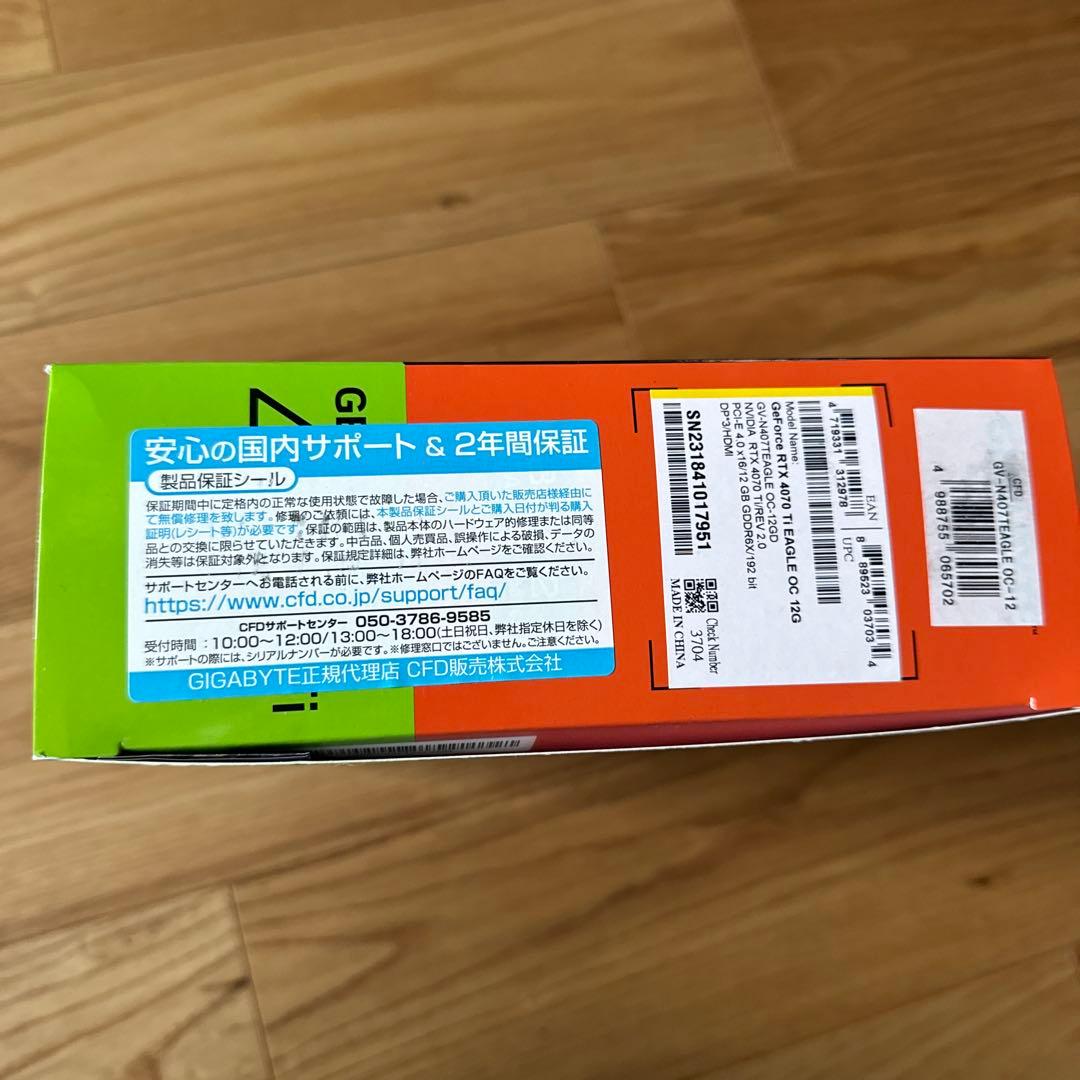 安心の国内サポート & 2年間保証
製品保証シール
保証期間中に定格内の正常な使用状態で故障した場合、ご購入頂いた販売店様経由に
て無償修理を致します。修理のご依頼には、本製品保証シールとご購入日付が判る購入
証明(レシート等)が必要です。保証の範囲は、製品本体のハードウェア的修理または同等
品との交換に限らせていただきます。中古品、個人売買品、誤操作による破損、データの
消失等は保証対象外となります。保証規定詳細は、弊社ホームページをご確認ください。
サポートセンターへお電話される前に、弊社ホームページのFAQをご覧ください。
https://www.cfd.co.jp/support/faq/
CFDサポートセンター 050-3786-9585
受付時間：10:00～12:00/13:00～18:00(土日祝日、弊社指定休日を除く)
※サポートの際には、シリアルナンバーが必要です。※修理窓口ではございません。ご注意ください。
GIGABYTE正規代理店 CFD販売株式会社
GE
i
4 719331 312978
EAN
UPC
8 89523 03703 4
Model Name:
GeForce RTX 4070 Ti EAGLE OC 12G
GV-N407TEAGLE OC-12GD
NVIDIA RTX 4070 Ti/REV 2.0
PCI-E 4.0 x16/12 GB GDDR6X/192 bit
DP*3/HDMI
SN231841017951
Check Number
3704
MADE IN CHINA
CFD
GV-N407TEAGLE OC-12
4 988755 065702